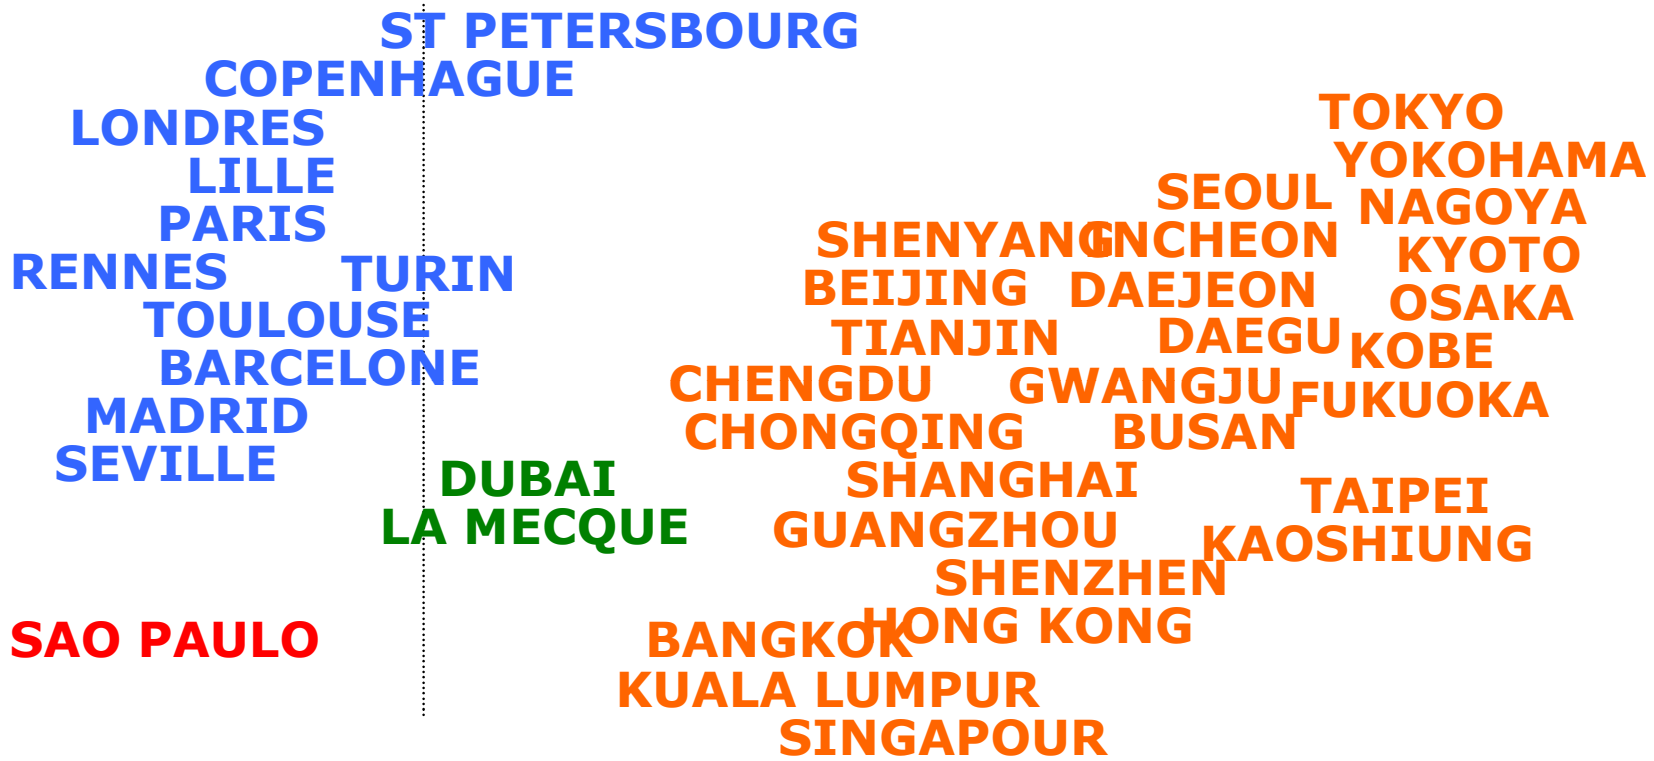 ST PETERSBOURG
COPENHAGUE
TOKYO
LONDRES
YOKOHAMA
LILLE
SEOUL
NAGOYA
PARIS
SHENYANG
INCHEON
KYOTO
RENNES
TURIN
BEIJING
DAEJEON
OSAKA
TOULOUSE
TIANJIN
DAEGU
KOBE
BARCELONE
CHENGDU
GWANGJU
FUKUOKA
MADRID
CHONGQING
BUSAN
SEVILLE
DUBAI
SHANGHAI
TAIPEI
LA MECQUE
GUANGZHOU
KAOSHIUNG
SHENZHEN
HONG KONG
SAO PAULO
BANGKOK
KUALA LUMPUR
SINGAPOUR